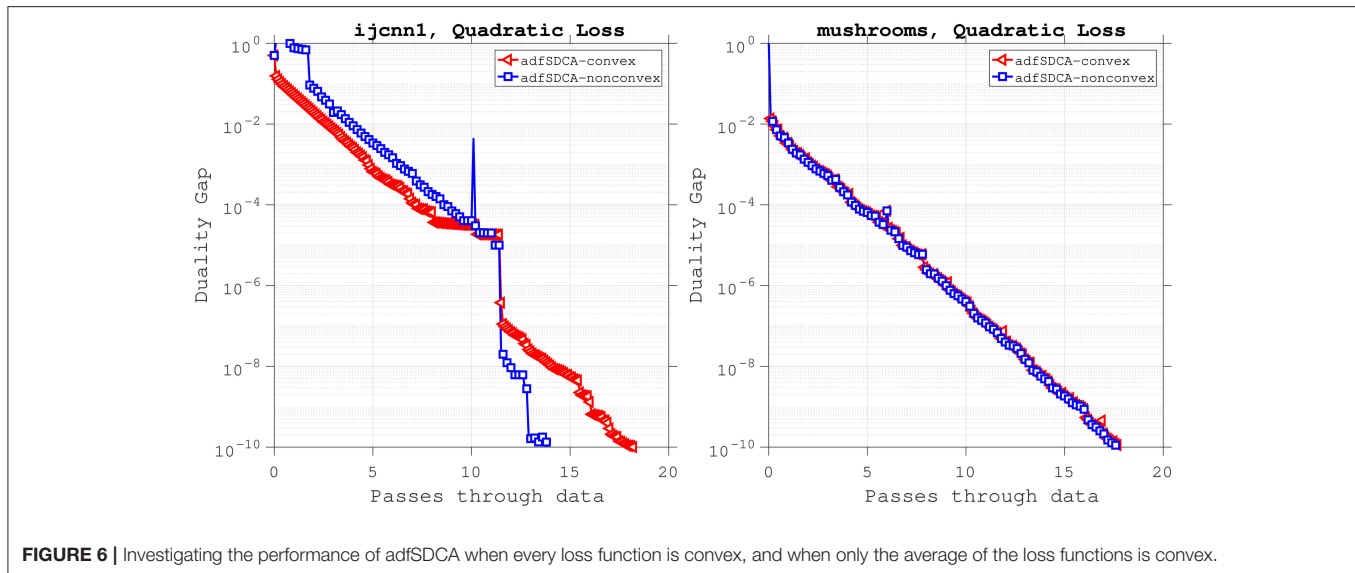 ijcnn1, Quadratic Loss
adfSDCA-convex
adfSDCA-nonconvex
10^0
10^-2
10^-4
10^-6
10^-8
10^-10
Duality Gap
0 5 10 15 20
Passes through data
mushrooms, Quadratic Loss
adfSDCA-convex
adfSDCA-nonconvex
10^0
10^-2
10^-4
10^-6
10^-8
10^-10
Duality Gap
0 5 10 15 20
Passes through data
FIGURE 6 | Investigating the performance of adfSDCA when every loss function is convex, and when only the average of the loss functions is convex.